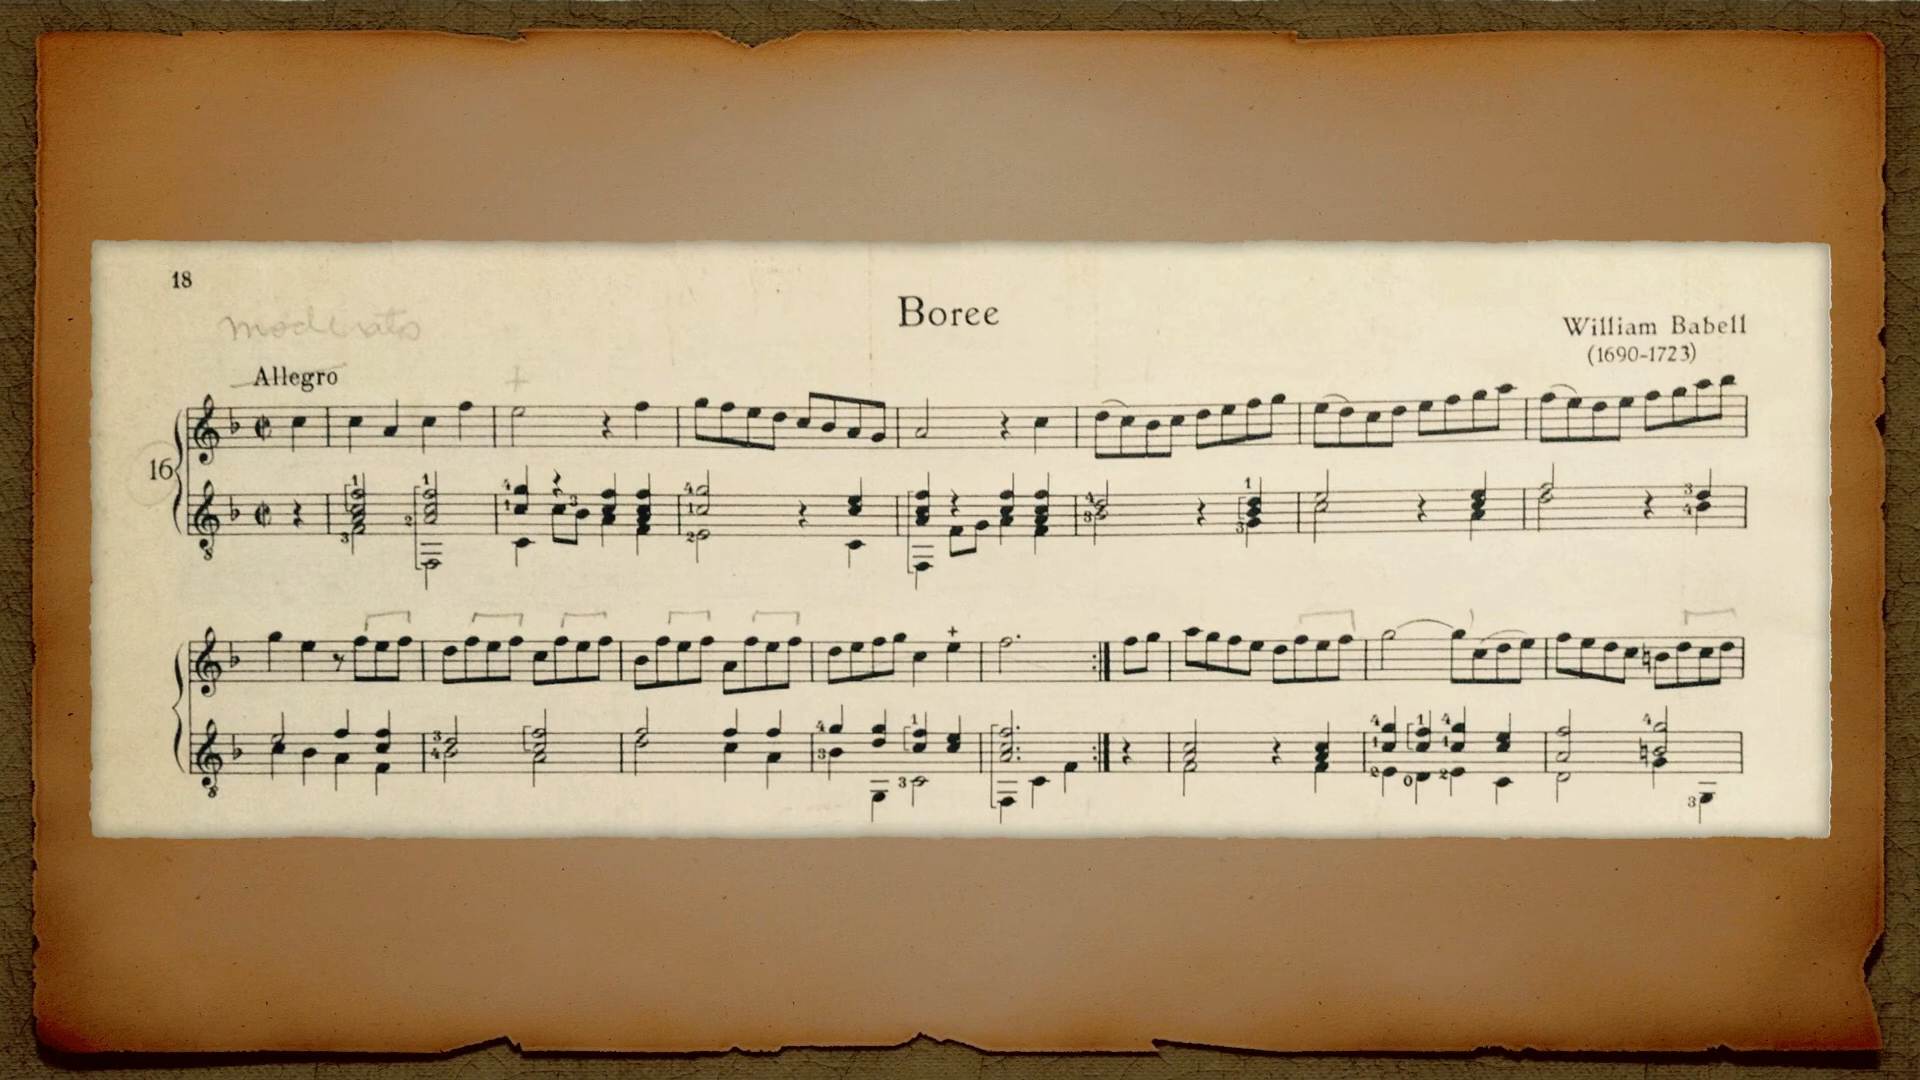 18
Boree
moderato
William Babell
(1690-1723)
Allegro
16